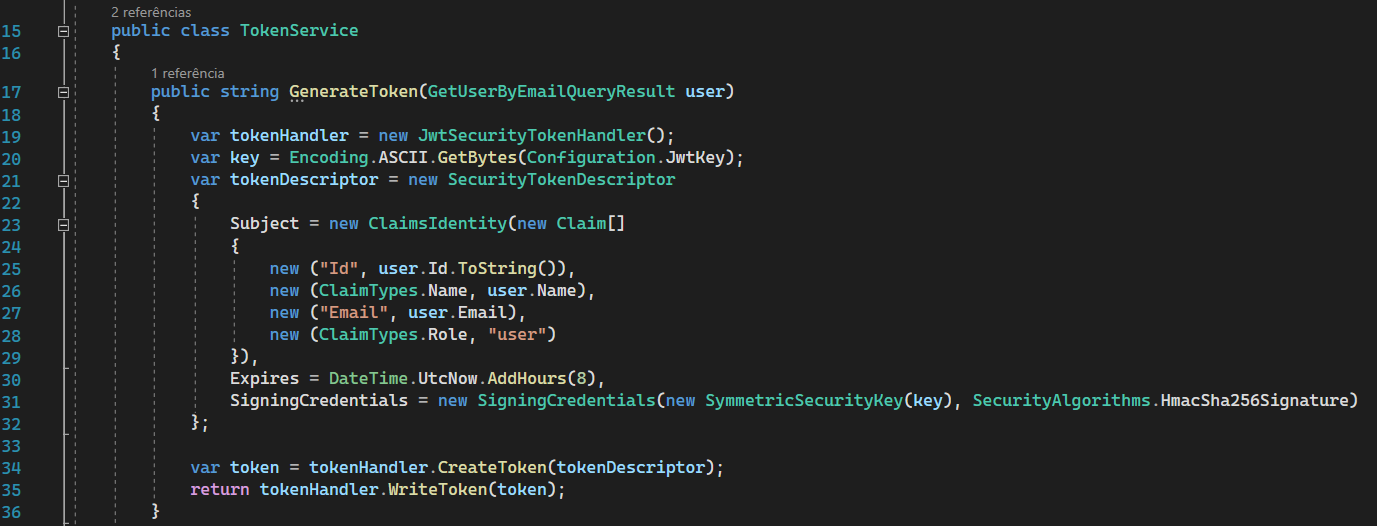 2 referências
15 public class TokenService
16 {
1 referência
17 public string GenerateToken(GetUserByEmailQueryResult user)
18 {
19 var tokenHandler = new JwtSecurityTokenHandler();
20 var key = Encoding.ASCII.GetBytes(Configuration.JwtKey);
21 var tokenDescriptor = new SecurityTokenDescriptor
22 {
23 Subject = new ClaimsIdentity(new Claim[]
24 {
25 new ("Id", user.Id.ToString()),
26 new (ClaimTypes.Name, user.Name),
27 new ("Email", user.Email),
28 new (ClaimTypes.Role, "user")
29 }),
30 Expires = DateTime.UtcNow.AddHours(8),
31 SigningCredentials = new SigningCredentials(new SymmetricSecurityKey(key), SecurityAlgorithms.HmacSha256Signature)
32 };
33
34 var token = tokenHandler.CreateToken(tokenDescriptor);
35 return tokenHandler.WriteToken(token);
36 }